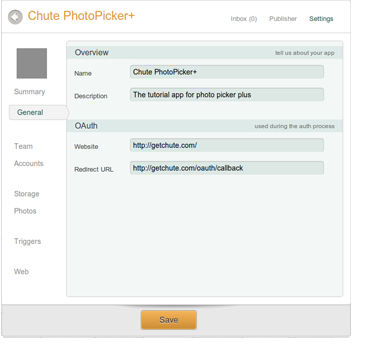 Chute PhotoPicker+
Inbox (0) Publisher Settings
Overview tell us about your app
Name Chute PhotoPicker+
Description The tutorial app for photo picker plus
OAuth used during the auth process
Website http://getchute.com/
Redirect URL http://getchute.com/oauth/callback
Summary
General
Team
Accounts
Storage
Photos
Triggers
Web
Save